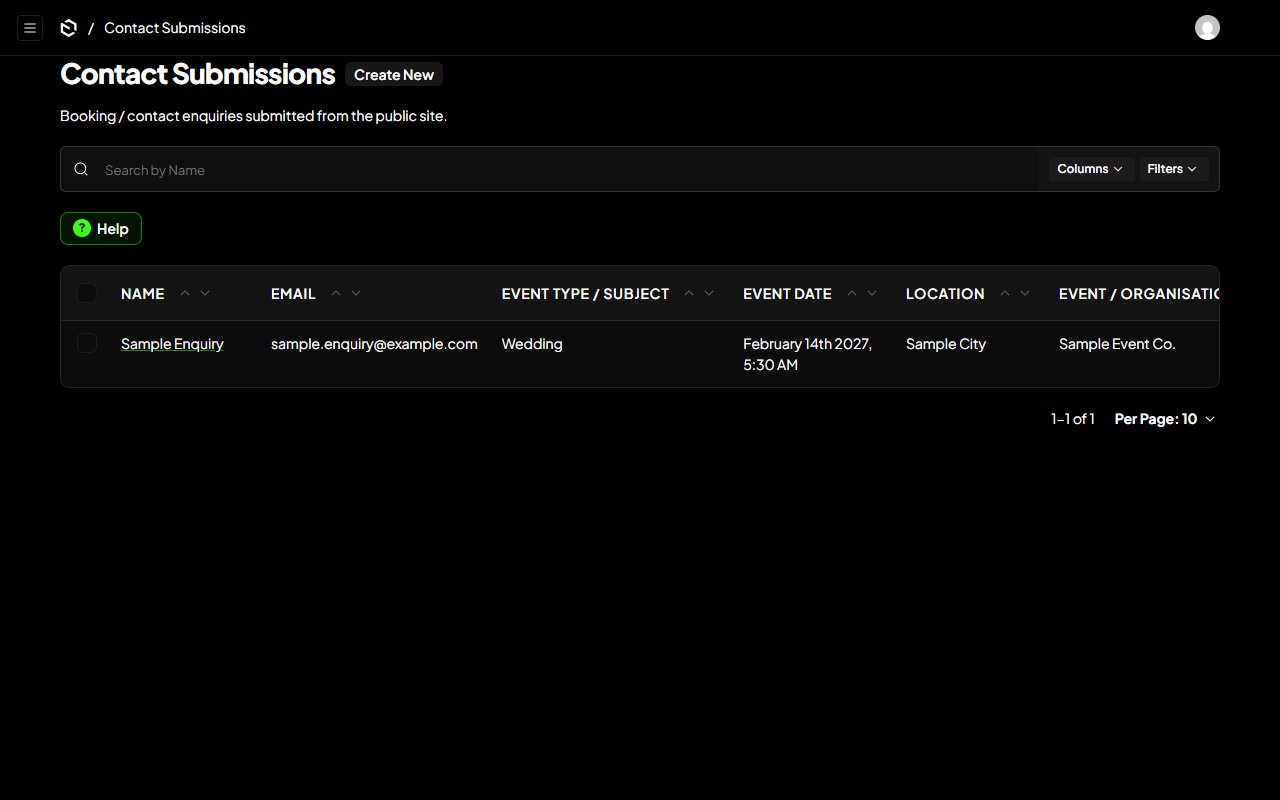 / Contact Submissions
Contact Submissions Create New
Booking / contact enquiries submitted from the public site.
Search by Name Columns Filters
? Help
NAME EMAIL EVENT TYPE / SUBJECT EVENT DATE LOCATION EVENT / ORGANISATIO
Sample Enquiry sample.enquiry@example.com Wedding February 14th 2027, Sample City Sample Event Co.
5:30 AM
1–1 of 1 Per Page: 10